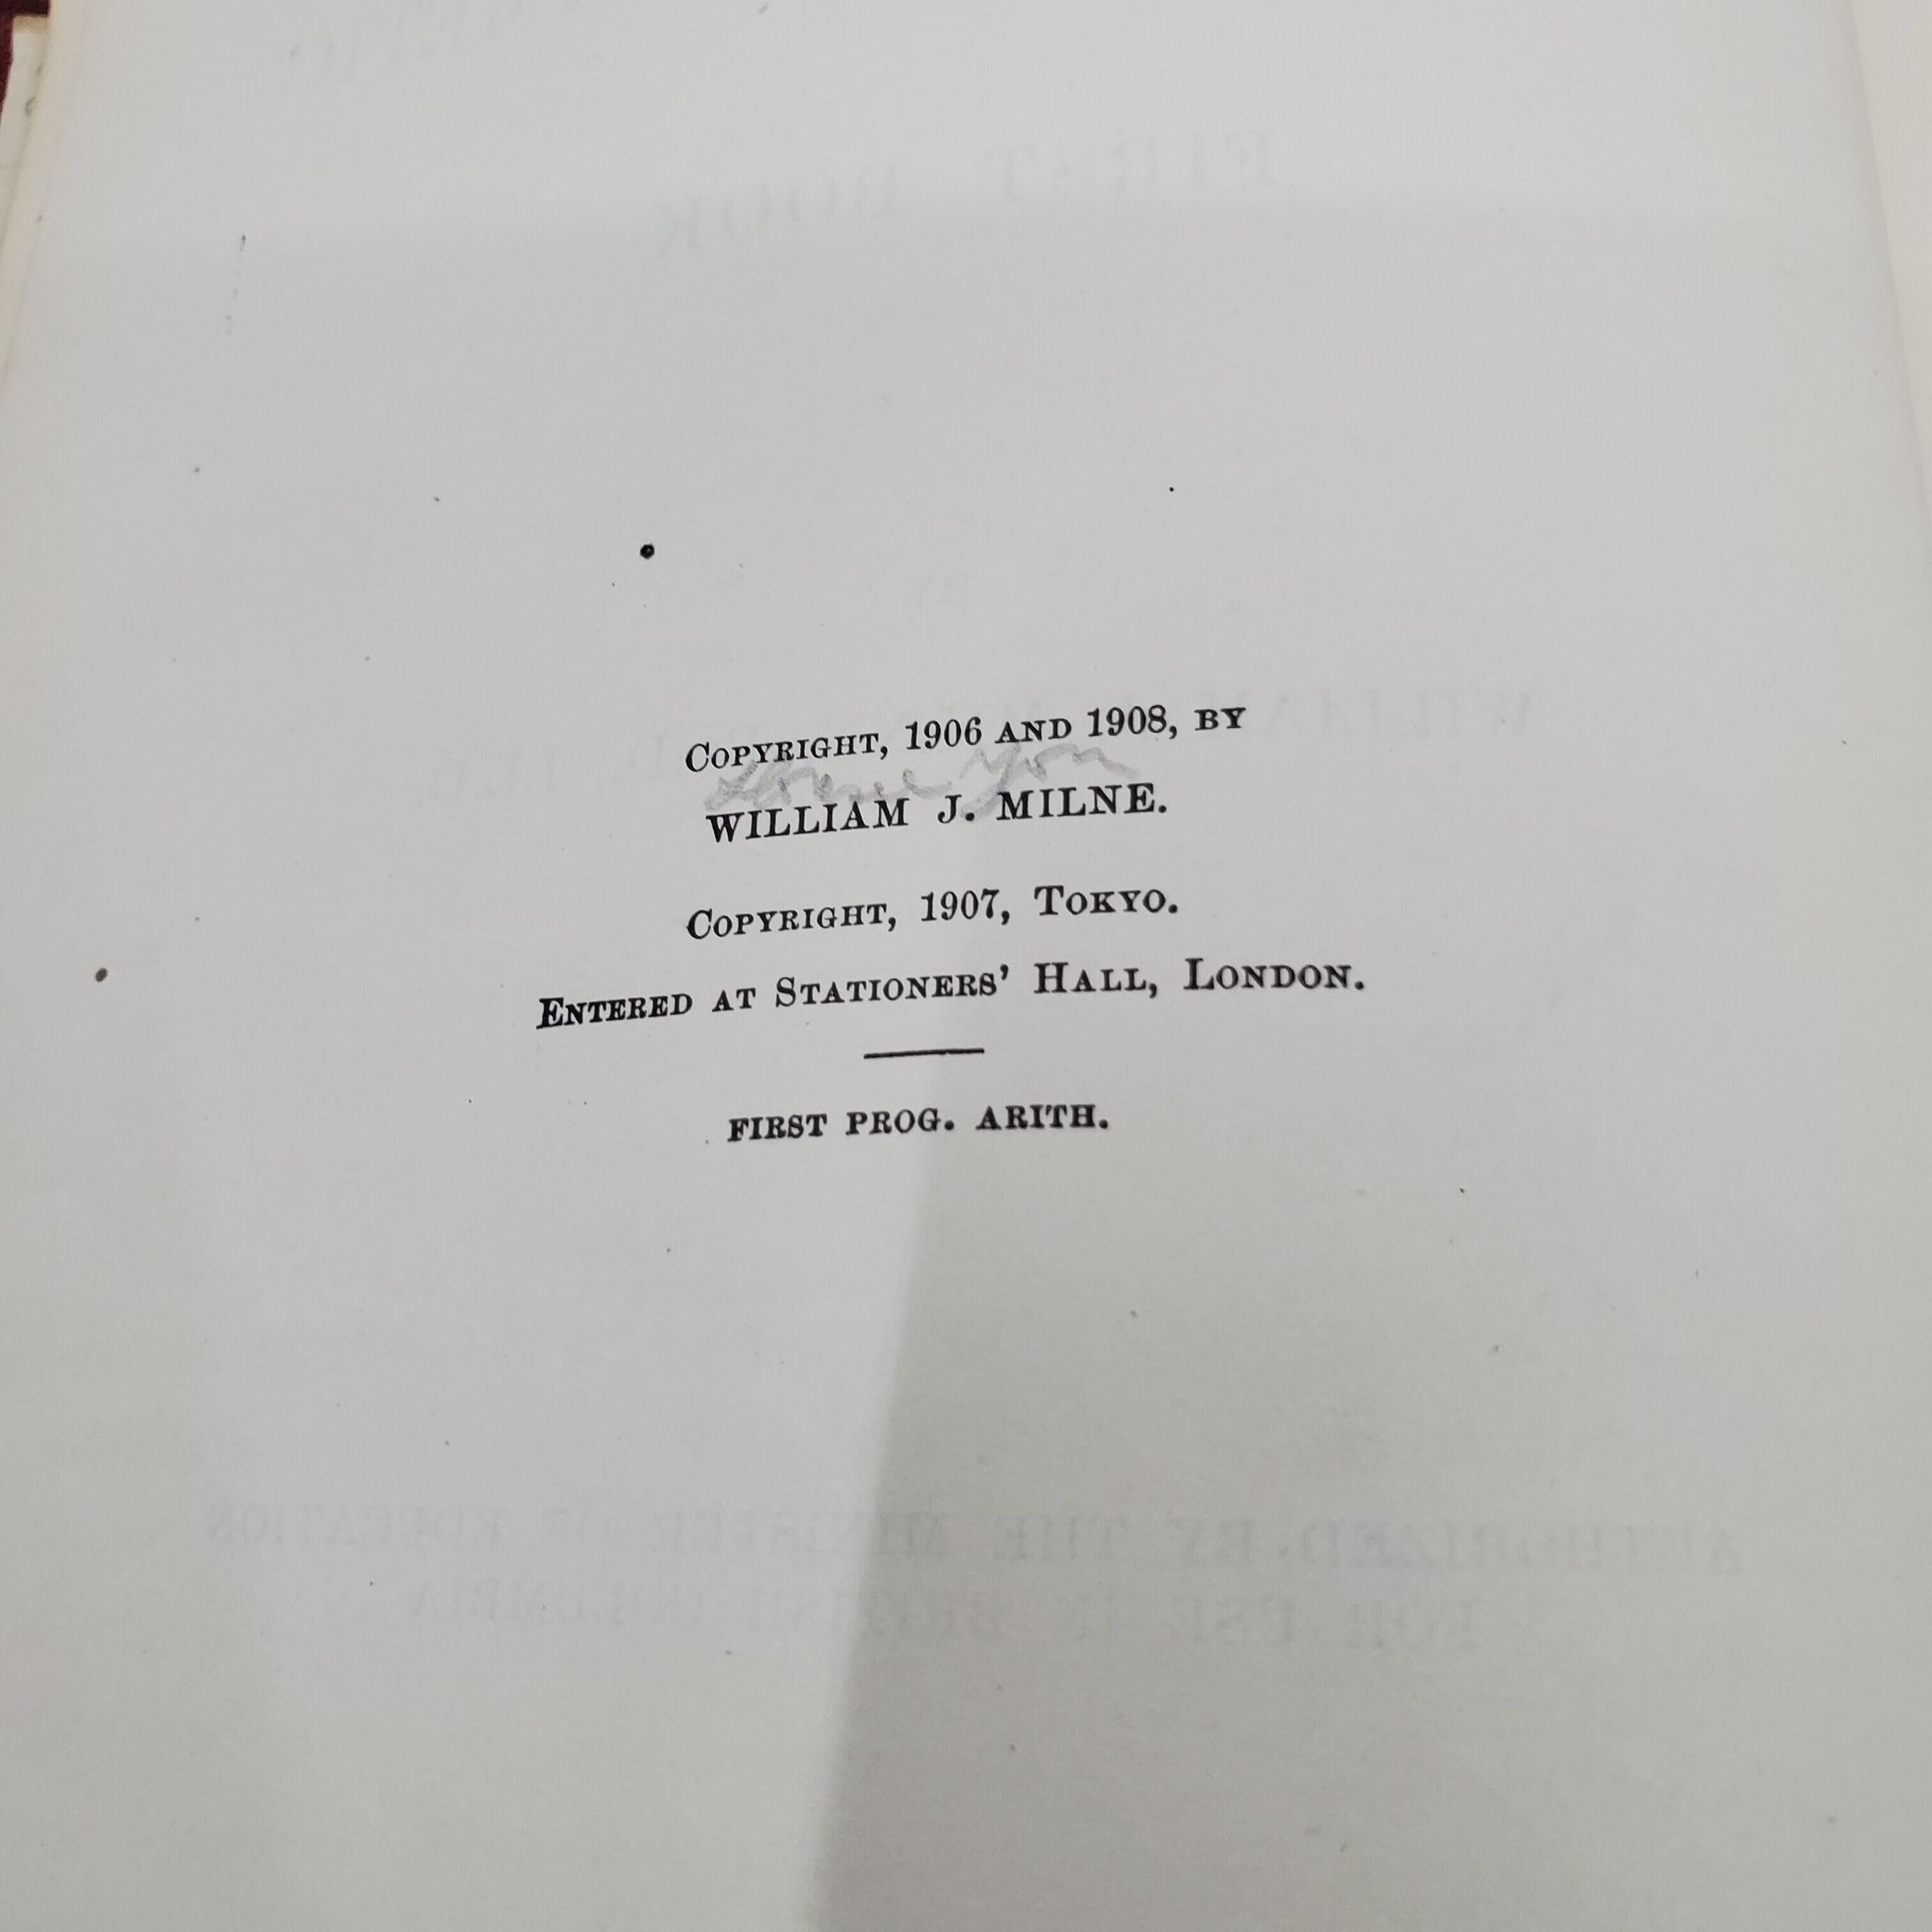 COPYRIGHT, 1906 AND 1908, BY
WILLIAM J. MILNE.
COPYRIGHT, 1907, TOKYO.
ENTERED AT STATIONERS' HALL, LONDON.
FIRST PROG. ARITH.